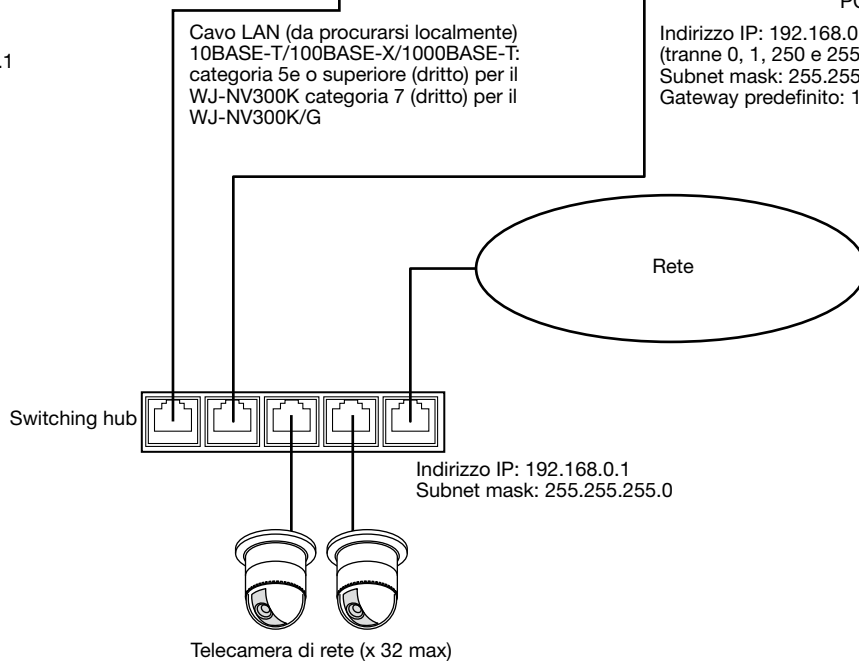 PC
.1
Cavo LAN (da procurarsi localmente)
10BASE-T/100BASE-X/1000BASE-T:
categoria 5e o superiore (dritto) per il
WJ-NV300K categoria 7 (dritto) per il
WJ-NV300K/G
Indirizzo IP: 192.168.0
(tranne 0, 1, 250 e 255
Subnet mask: 255.255
Gateway predefinito: 1
Rete
Switching hub
Indirizzo IP: 192.168.0.1
Subnet mask: 255.255.255.0
Telecamera di rete (x 32 max)